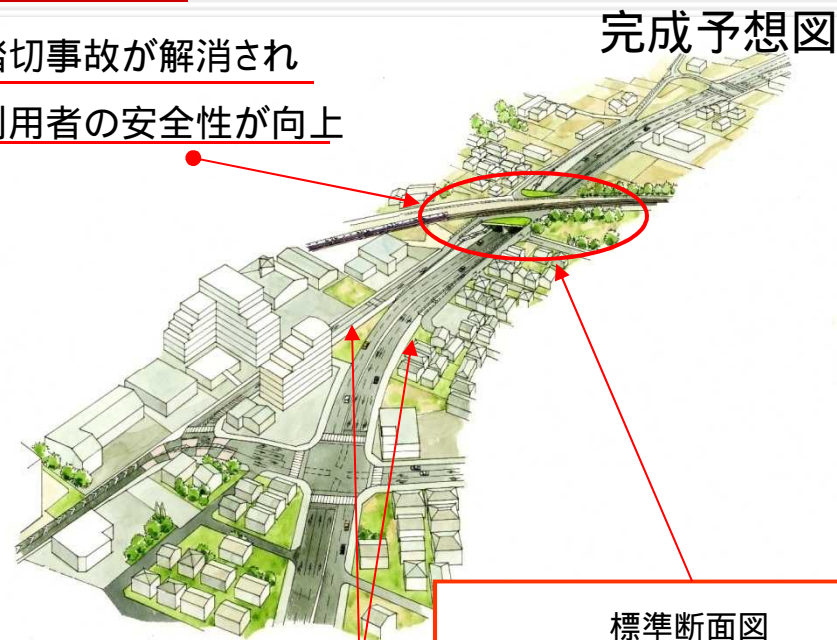 完成予想図
踏切事故が解消され
利用者の安全性が向上
標準断面図